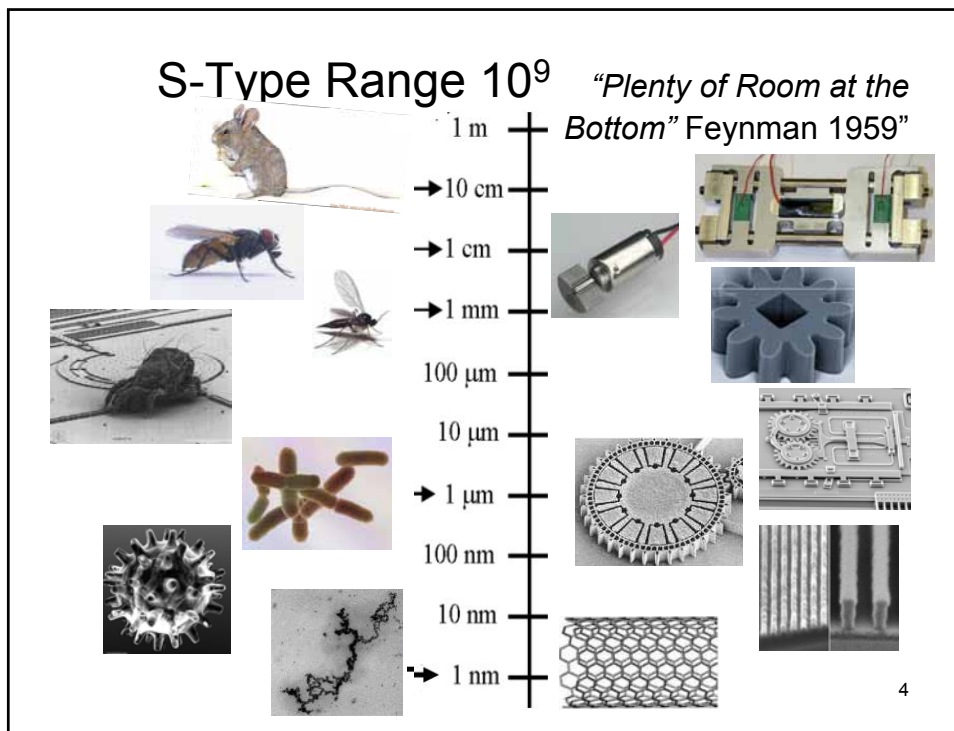 S-Type Range 10⁹
“Plenty of Room at the
Bottom” Feynman 1959”
1 m
10 cm
1 cm
1 mm
100 µm
10 µm
1 µm
100 nm
10 nm
1 nm
4